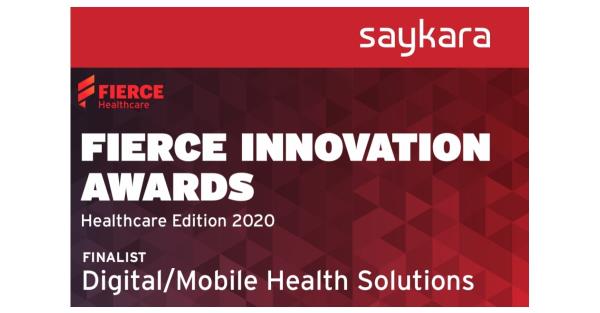 saykara
FIERCE
Healthcare
FIERCE INNOVATION
AWARDS
Healthcare Edition 2020
FINALIST
Digital/Mobile Health Solutions